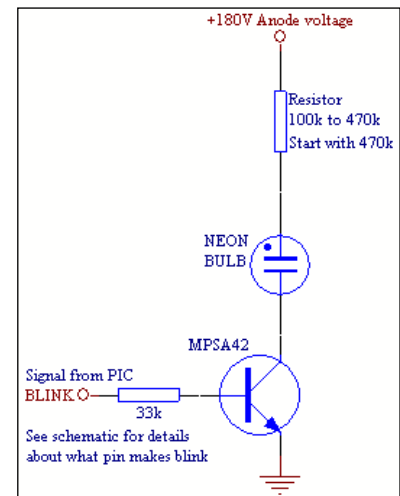 +180V Anode voltage
Resistor
100k to 470k
Start with 470k
NEON
BULB
MPSA42
Signal from PIC
BLINK
33k
See schematic for details
about what pin makes blink